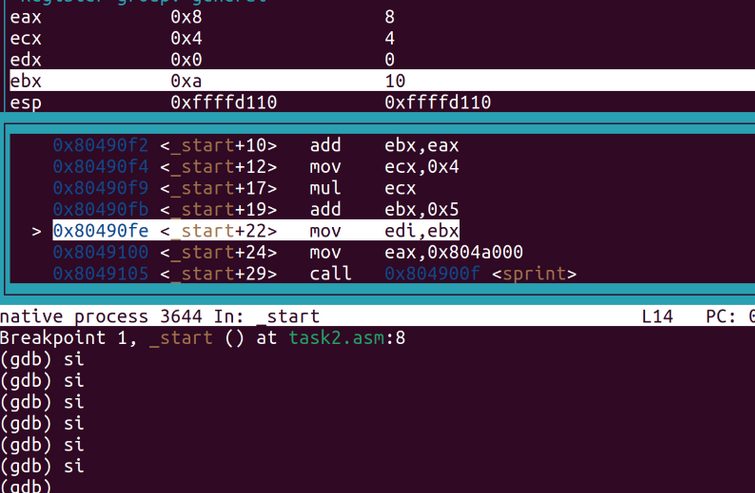 Register group: general
eax 0x8 8
ecx 0x4 4
edx 0x0 0
ebx 0xa 10
esp 0xffffd110 0xffffd110
0x80490f2 <_start+10> add ebx,eax
0x80490f4 <_start+12> mov ecx,0x4
0x80490f9 <_start+17> mul ecx
0x80490fb <_start+19> add ebx,0x5
> 0x80490fe <_start+22> mov edi,ebx
0x8049100 <_start+24> mov eax,0x804a000
0x8049105 <_start+29> call 0x804900f <sprint>
native process 3644 In: _start L14 PC: 0
Breakpoint 1, _start () at task2.asm:8
(gdb) si
(gdb) si
(gdb) si
(gdb) si
(gdb) si
(gdb) si
(gdb)